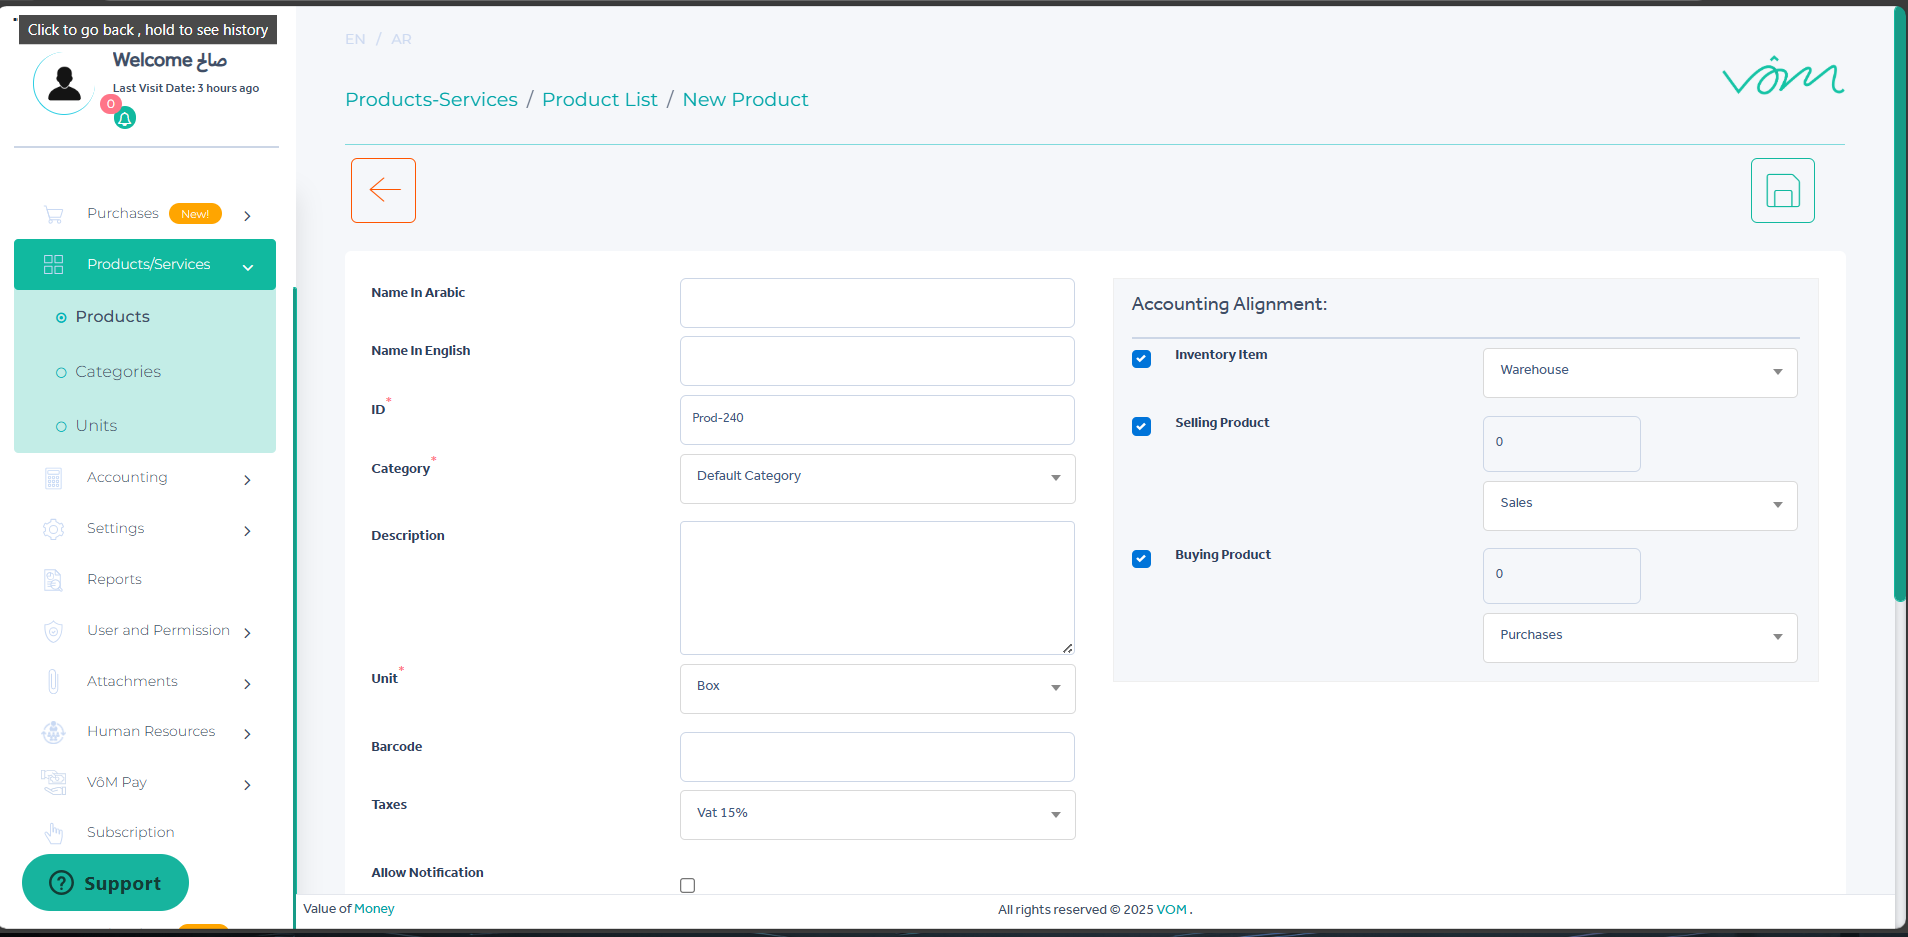 Click to go back , hold to see history
Welcome صالح
Last Visit Date: 3 hours ago
0
Purchases New!
Products/Services
Products
Categories
Units
Accounting
Settings
Reports
User and Permission
Attachments
Human Resources
VôM Pay
Subscription
Support
EN / AR
vôm
Products-Services / Product List / New Product
Name In Arabic
Name In English
ID*
Prod-240
Category*
Default Category
Description
Unit*
Box
Barcode
Taxes
Vat 15%
Allow Notification
Accounting Alignment:
Inventory Item
Warehouse
Selling Product
0
Sales
Buying Product
0
Purchases
Value of Money
All rights reserved © 2025 VOM .